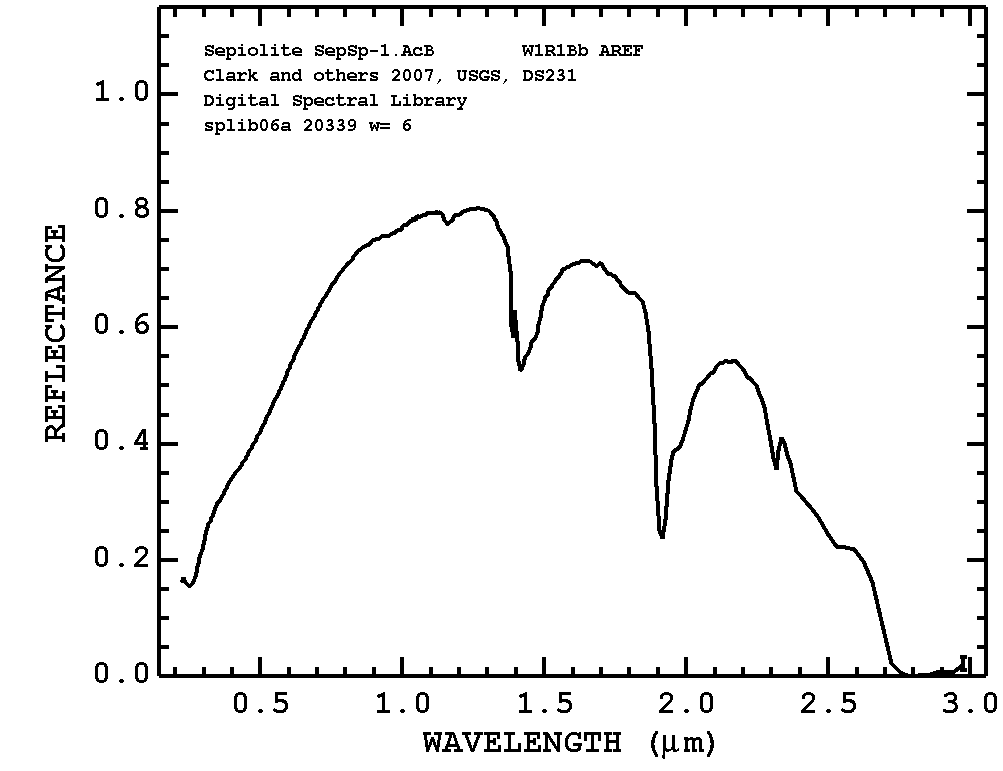 Sepiolite SepSp-1.AcB W1R1Bb AREF
Clark and others 2007, USGS, DS231
Digital Spectral Library
splib06a 20339 w= 6
1.0
0.8
0.6
0.4
0.2
0.0
REFLECTANCE
0.5 1.0 1.5 2.0 2.5 3.0
WAVELENGTH (μm)